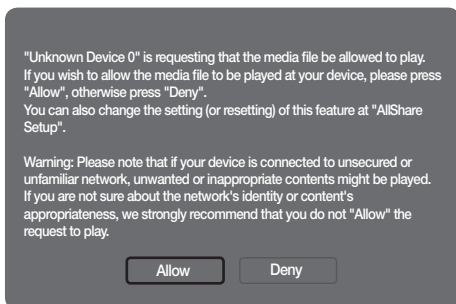 "Unknown Device 0" is requesting that the media file be allowed to play.
If you wish to allow the media file to be played at your device, please press
"Allow", otherwise press "Deny".
You can also change the setting (or resetting) of this feature at "AllShare
Setup".
Warning: Please note that if your device is connected to unsecured or
unfamiliar network, unwanted or inappropriate contents might be played.
If you are not sure about the network's identity or content's
appropriateness, we strongly recommend that you do not "Allow" the
request to play.
Allow
Deny